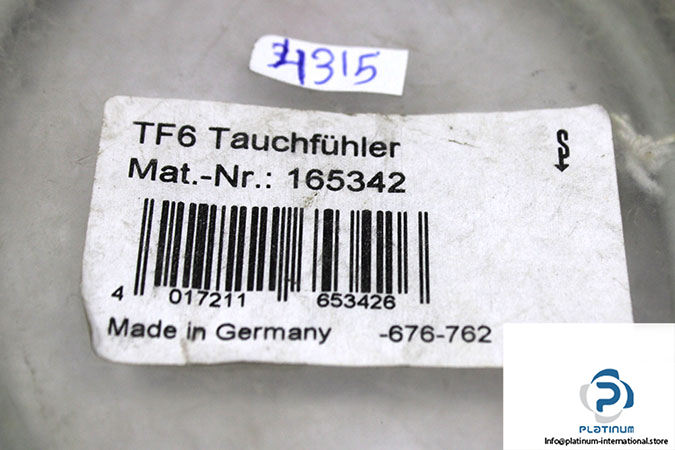 4315
TF6 Tauchfühler
Mat.-Nr.: 165342
4 017211 653426
Made in Germany -676-762
PLATINUM
Info@platinum-international.store